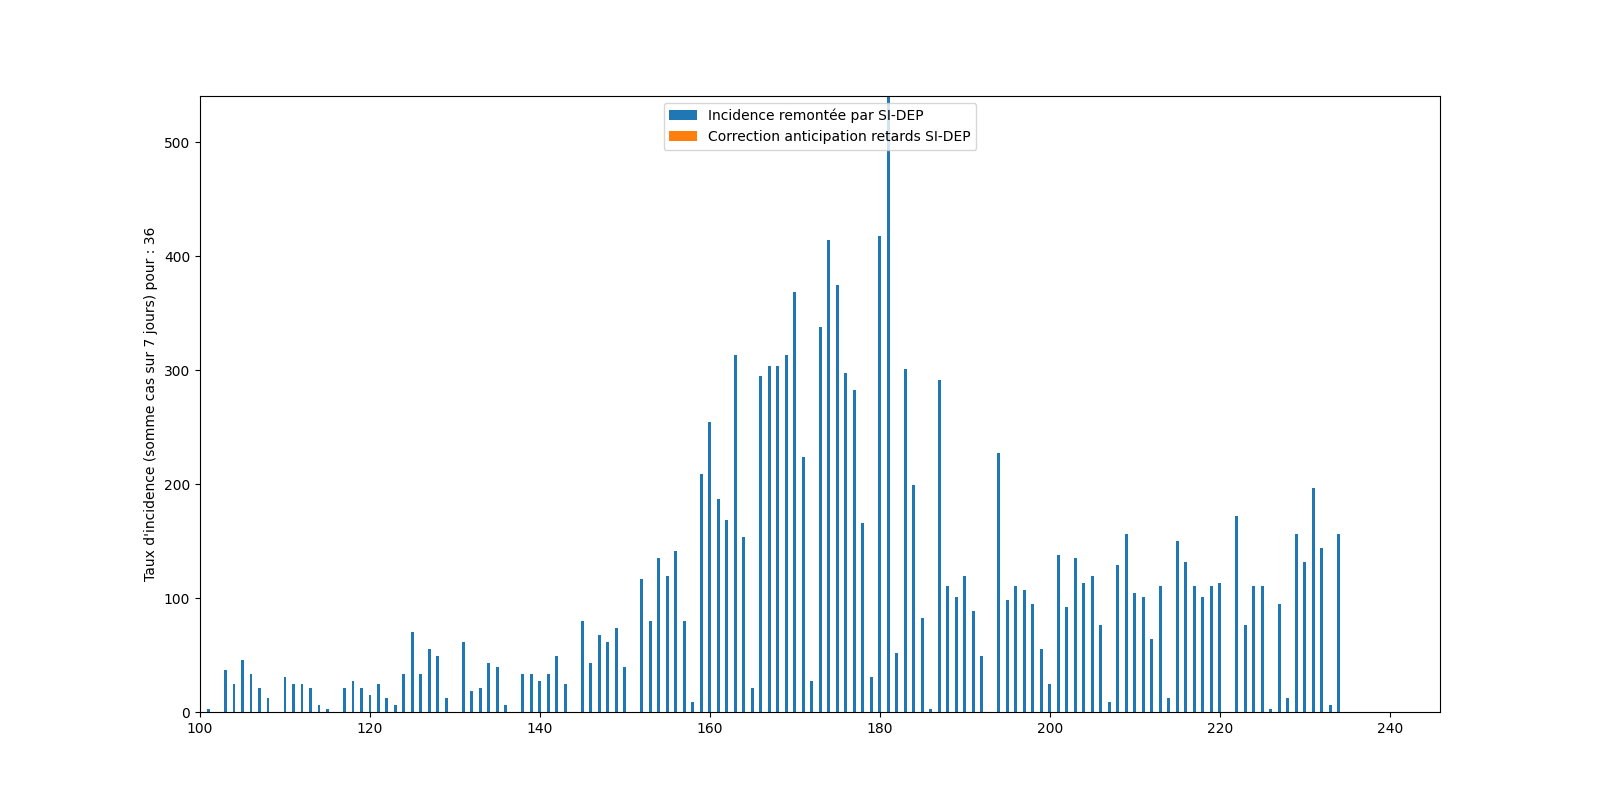 Incidence remontée par SI-DEP
Correction anticipation retards SI-DEP
Taux d'incidence (somme cas sur 7 jours) pour : 36
500
400
300
200
100
0
100 120 140 160 180 200 220 240